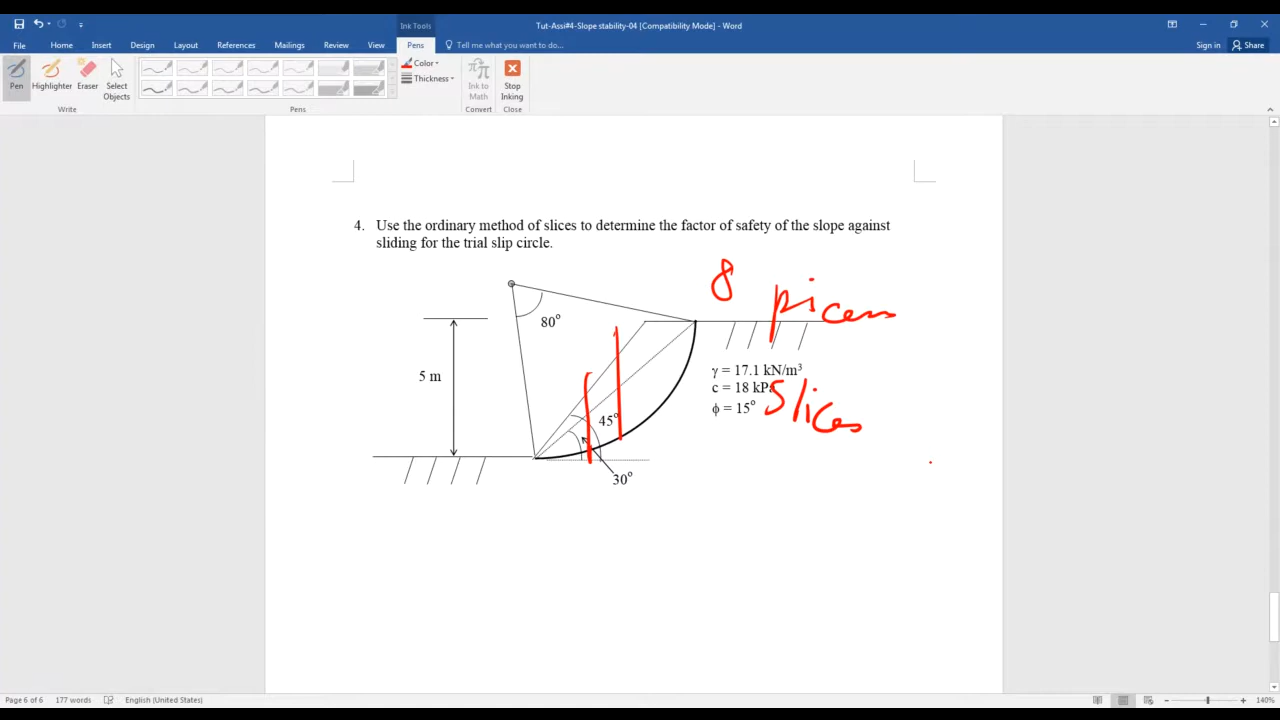 Ink Tools
Tut-Assi#4-Slope stability-04 [Compatibility Mode] - Word
File Home Insert Design Layout References Mailings Review View Pens Tell me what you want to do... Sign in Share
Pen Highlighter Eraser Select Objects
Color
Thickness
Ink to Math
Stop Inking
Write Pens Convert Close
4. Use the ordinary method of slices to determine the factor of safety of the slope against
sliding for the trial slip circle.
8 picess
80°
5 m
γ = 17.1 kN/m³
c = 18 kPa
ϕ = 15°
slices
45°
30°
Page 6 of 6 177 words English (United States) 140%